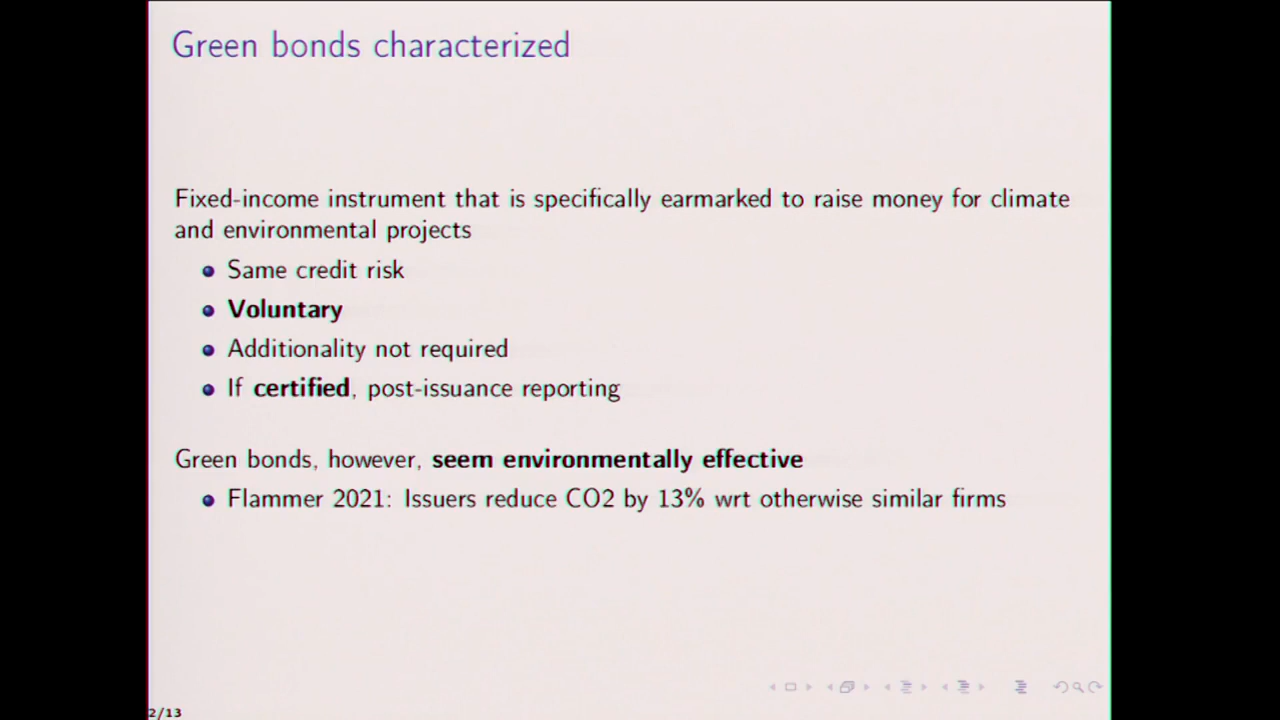 Green bonds characterized
Fixed-income instrument that is specifically earmarked to raise money for climate
and environmental projects
Same credit risk
Voluntary
Additionality not required
If certified, post-issuance reporting
Green bonds, however, seem environmentally effective
Flammer 2021: Issuers reduce CO2 by 13% wrt otherwise similar firms
2/13